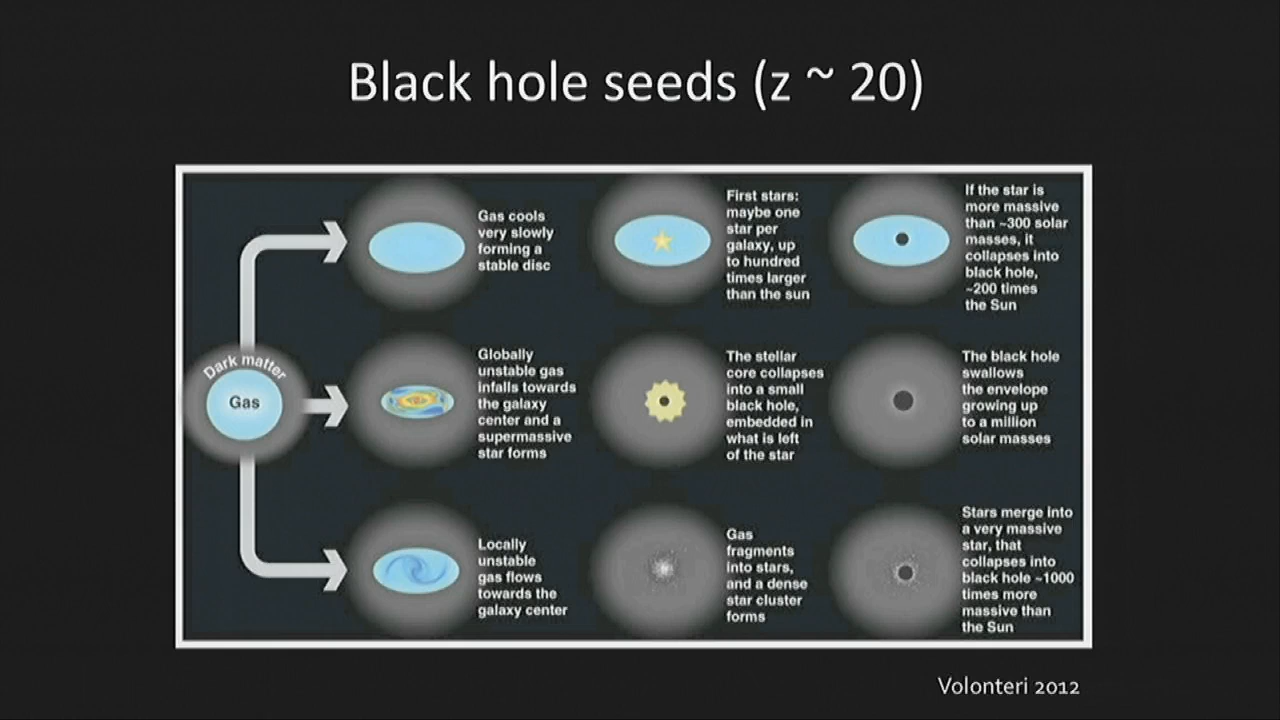 Black hole seeds (z ~ 20)
Dark matter
Gas
Gas cools
very slowly
forming a
stable disc
First stars:
maybe one
star per
galaxy, up
to hundred
times larger
than the sun
If the star is
more massive
than ~300 solar
masses, it
collapses into
black hole,
~200 times
the Sun
Globally
unstable gas
infalls towards
the galaxy
center and a
supermassive
star forms
The stellar
core collapses
into a small
black hole,
embedded in
what is left
of the star
The black hole
swallows
the envelope
growing up
to a million
solar masses
Locally
unstable
gas flows
towards the
galaxy center
Gas
fragments
into stars,
and a dense
star cluster
forms
Stars merge into
a very massive
star, that
collapses into
black hole ~1000
times more
massive than
the Sun
Volonteri 2012